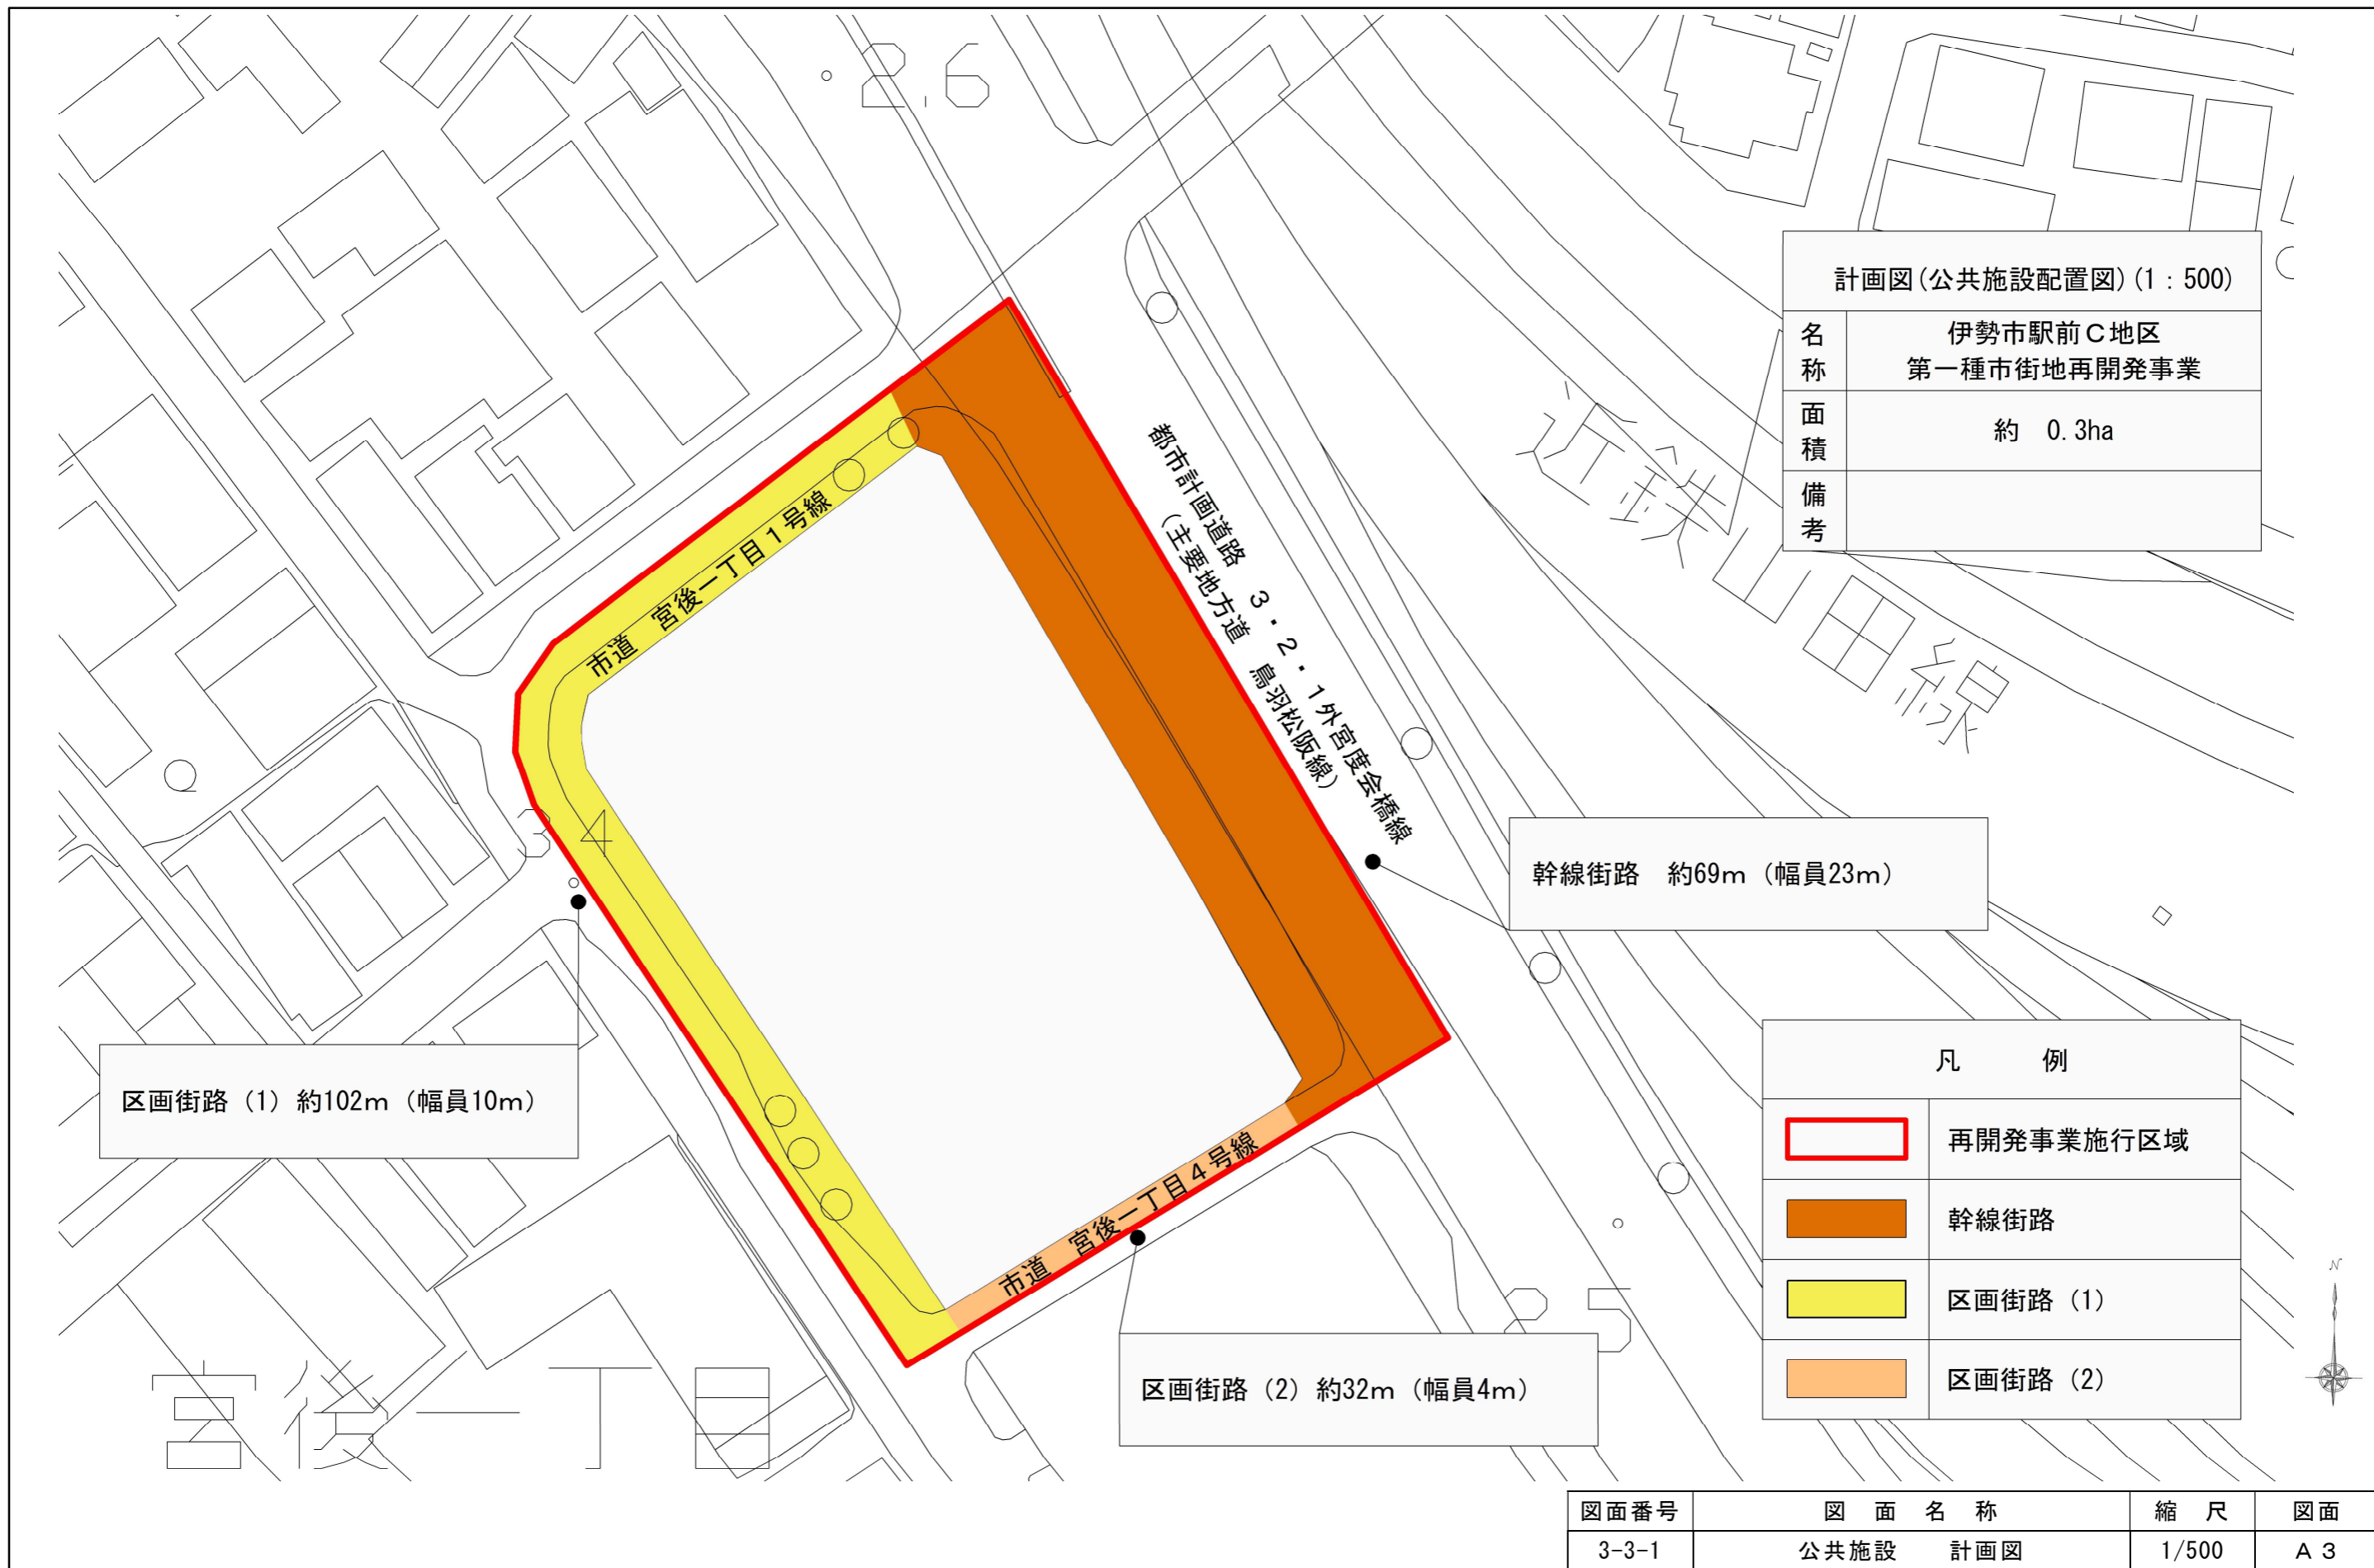 2.6
計画図(公共施設配置図)(1：500)
名称
伊勢市駅前Ｃ地区
第一種市街地再開発事業
面積
約　0.3ha
備考
近鉄山田線
都市計画道路　３・２・１外宮度会橋線
（主要地方道　鳥羽松阪線）
市道　宮後一丁目１号線
3.4
幹線街路　約69ｍ（幅員23ｍ）
区画街路（1）約102ｍ（幅員10ｍ）
市道　宮後一丁目４号線
区画街路（2）約32ｍ（幅員4ｍ）
宮後一丁目
凡　　例
再開発事業施行区域
幹線街路
区画街路（1）
区画街路（2）
N
図面番号　図　面　名　称　縮　尺　図面
3-3-1　公共施設　計画図　1/500　Ａ３